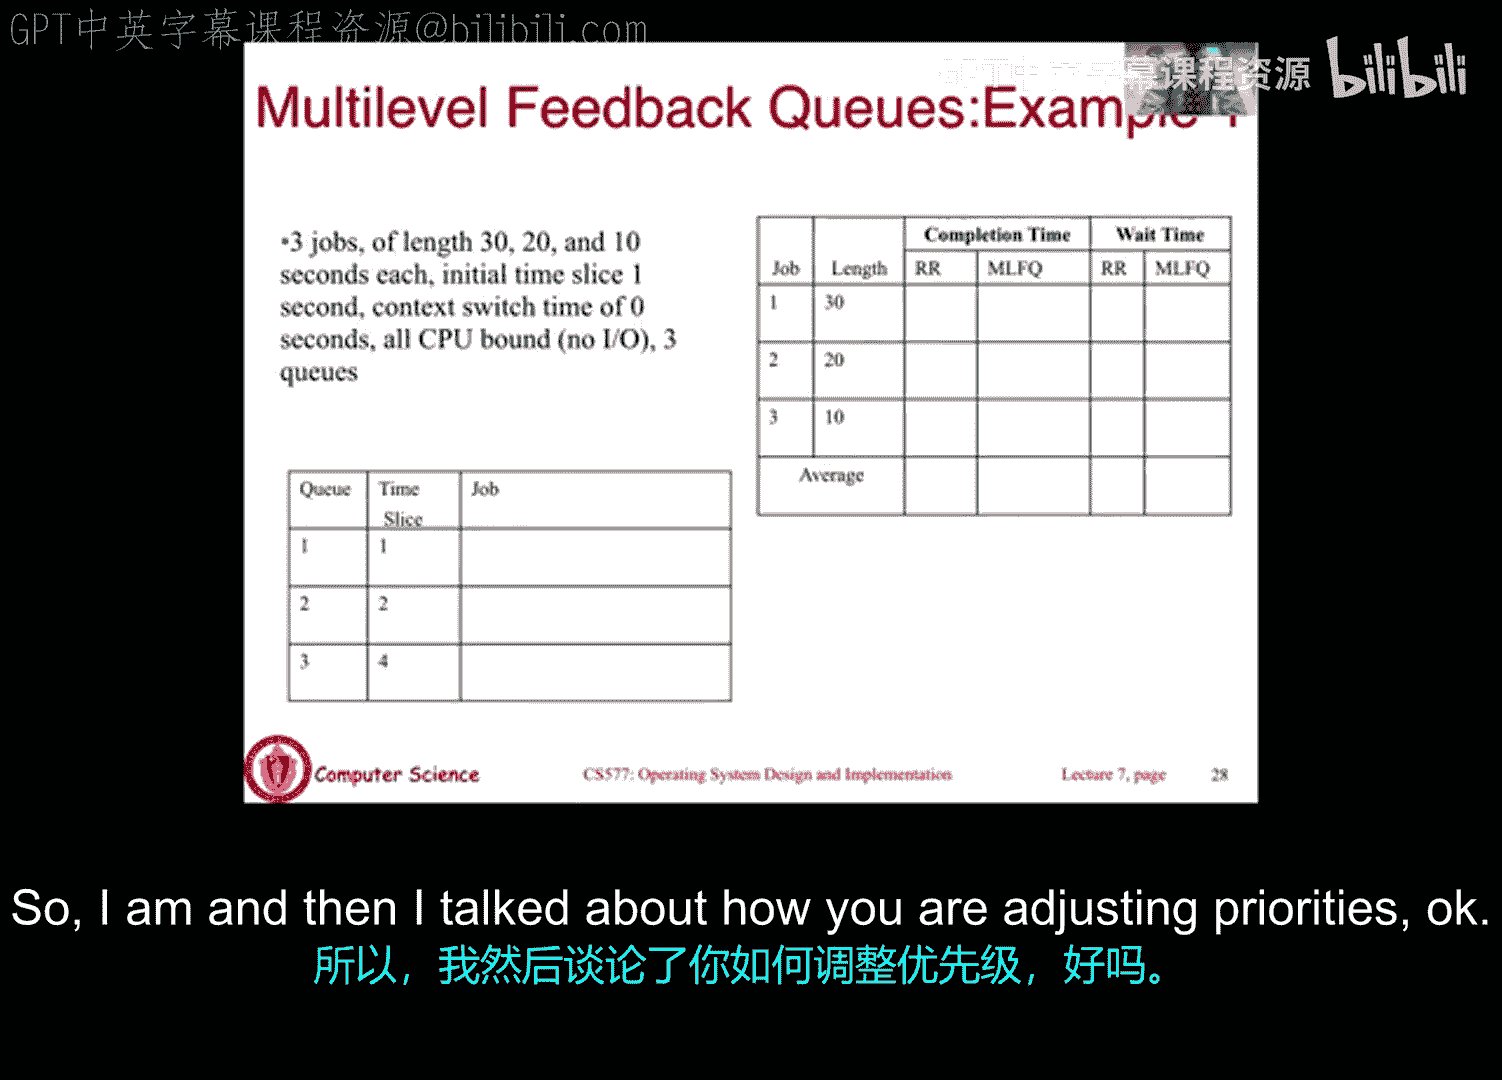 GPT中英字幕课程资源@bilibili.com
课程资源 bilibili
Multilevel Feedback Queues:Example 1
•3 jobs, of length 30, 20, and 10
seconds each, initial time slice 1
second, context switch time of 0
seconds, all CPU bound (no I/O), 3
queues
Completion Time Wait Time
Job Length RR MLFQ RR MLFQ
1 30
2 20
3 10
Average
Queue Time Slice Job
1 1
2 2
3 4
Computer Science
CS577: Operating System Design and Implementation
Lecture 7, page 28
So, I am and then I talked about how you are adjusting priorities, ok.
所以，我然后谈论了你如何调整优先级，好吗。